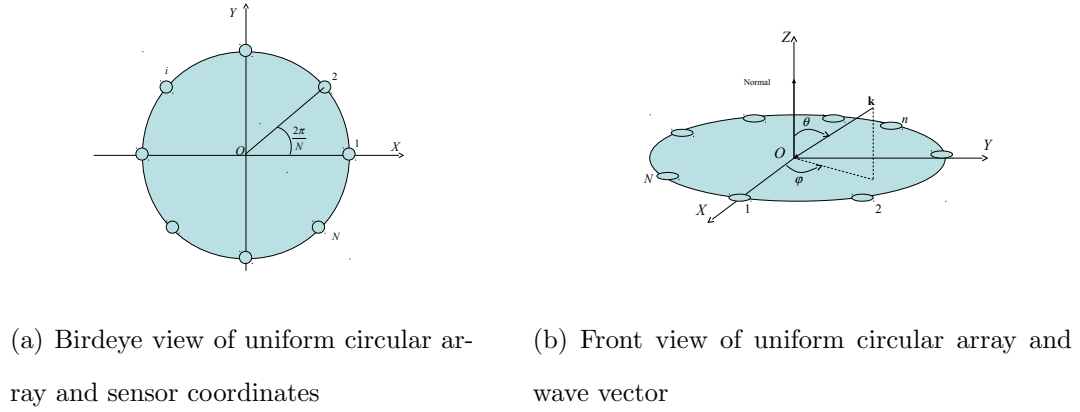 Y
i
2
2π
N
O
1
X
N
Z
Normal
k
n
θ
O
Y
φ
N
1
X
2
(a) Birdeye view of uniform circular ar-
ray and sensor coordinates
(b) Front view of uniform circular array and
wave vector